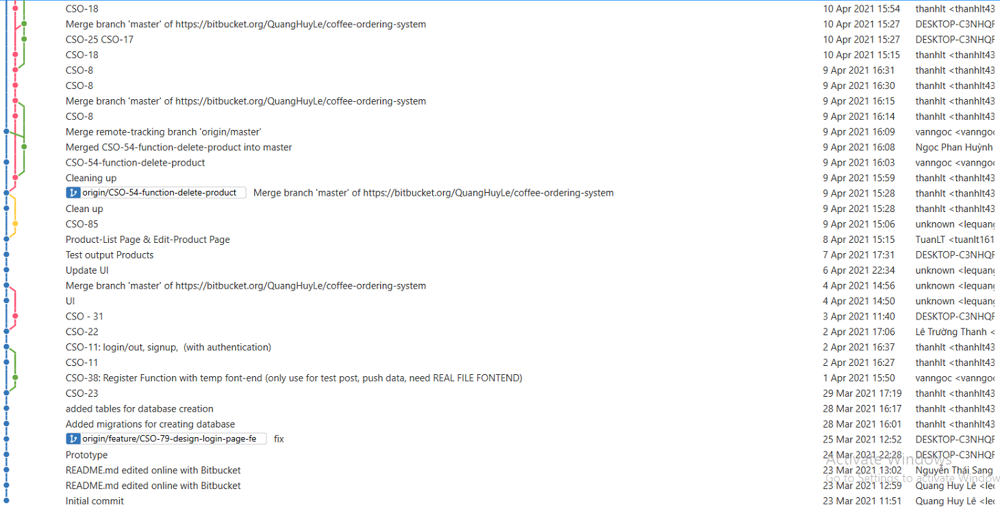 CSO-18 10 Apr 2021 15:54 thanhlt <thanhlt43
Merge branch 'master' of https://bitbucket.org/QuangHuyLe/coffee-ordering-system 10 Apr 2021 15:27 DESKTOP-C3NHQF
CSO-25 CSO-17 10 Apr 2021 15:27 DESKTOP-C3NHQF
CSO-18 10 Apr 2021 15:15 thanhlt <thanhlt43
CSO-8 9 Apr 2021 16:31 thanhlt <thanhlt43
CSO-8 9 Apr 2021 16:30 thanhlt <thanhlt43
Merge branch 'master' of https://bitbucket.org/QuangHuyLe/coffee-ordering-system 9 Apr 2021 16:15 thanhlt <thanhlt43
CSO-8 9 Apr 2021 16:14 thanhlt <thanhlt43
Merge remote-tracking branch 'origin/master' 9 Apr 2021 16:09 vanngoc <vanngoc
Merged CSO-54-function-delete-product into master 9 Apr 2021 16:08 Ngọc Phan Huỳnh
CSO-54-function-delete-product 9 Apr 2021 16:03 vanngoc <vanngoc
Cleaning up 9 Apr 2021 15:59 thanhlt <thanhlt43
origin/CSO-54-function-delete-product Merge branch 'master' of https://bitbucket.org/QuangHuyLe/coffee-ordering-system 9 Apr 2021 15:28 thanhlt <thanhlt43
Clean up 9 Apr 2021 15:28 thanhlt <thanhlt43
CSO-85 9 Apr 2021 15:06 unknown <lequang
Product-List Page & Edit-Product Page 8 Apr 2021 15:15 TuanLT <tuanlt161
Test output Products 7 Apr 2021 17:31 DESKTOP-C3NHQF
Update UI 6 Apr 2021 22:34 unknown <lequang
Merge branch 'master' of https://bitbucket.org/QuangHuyLe/coffee-ordering-system 4 Apr 2021 14:56 unknown <lequang
UI 4 Apr 2021 14:50 unknown <lequang
CSO - 31 3 Apr 2021 11:40 DESKTOP-C3NHQF
CSO-22 2 Apr 2021 17:06 Lê Trường Thanh <
CSO-11: login/out, signup,  (with authentication) 2 Apr 2021 16:37 thanhlt <thanhlt43
CSO-11 2 Apr 2021 16:27 thanhlt <thanhlt43
CSO-38: Register Function with temp font-end (only use for test post, push data, need REAL FILE FONTEND) 1 Apr 2021 15:50 vanngoc <vanngoc
CSO-23 29 Mar 2021 17:19 thanhlt <thanhlt43
added tables for database creation 28 Mar 2021 16:17 thanhlt <thanhlt43
Added migrations for creating database 28 Mar 2021 16:01 thanhlt <thanhlt43
origin/feature/CSO-79-design-login-page-fe fix 25 Mar 2021 12:52 DESKTOP-C3NHQF
Prototype 24 Mar 2021 22:28 DESKTOP-C3NHQF
Activate Windows
README.md edited online with Bitbucket 23 Mar 2021 13:02 Nguyễn Thái Sang
Go to Settings to activate Window
README.md edited online with Bitbucket 23 Mar 2021 12:59 Quang Huy Lê <lec
Initial commit 23 Mar 2021 11:51 Quang Huy Lê <lec